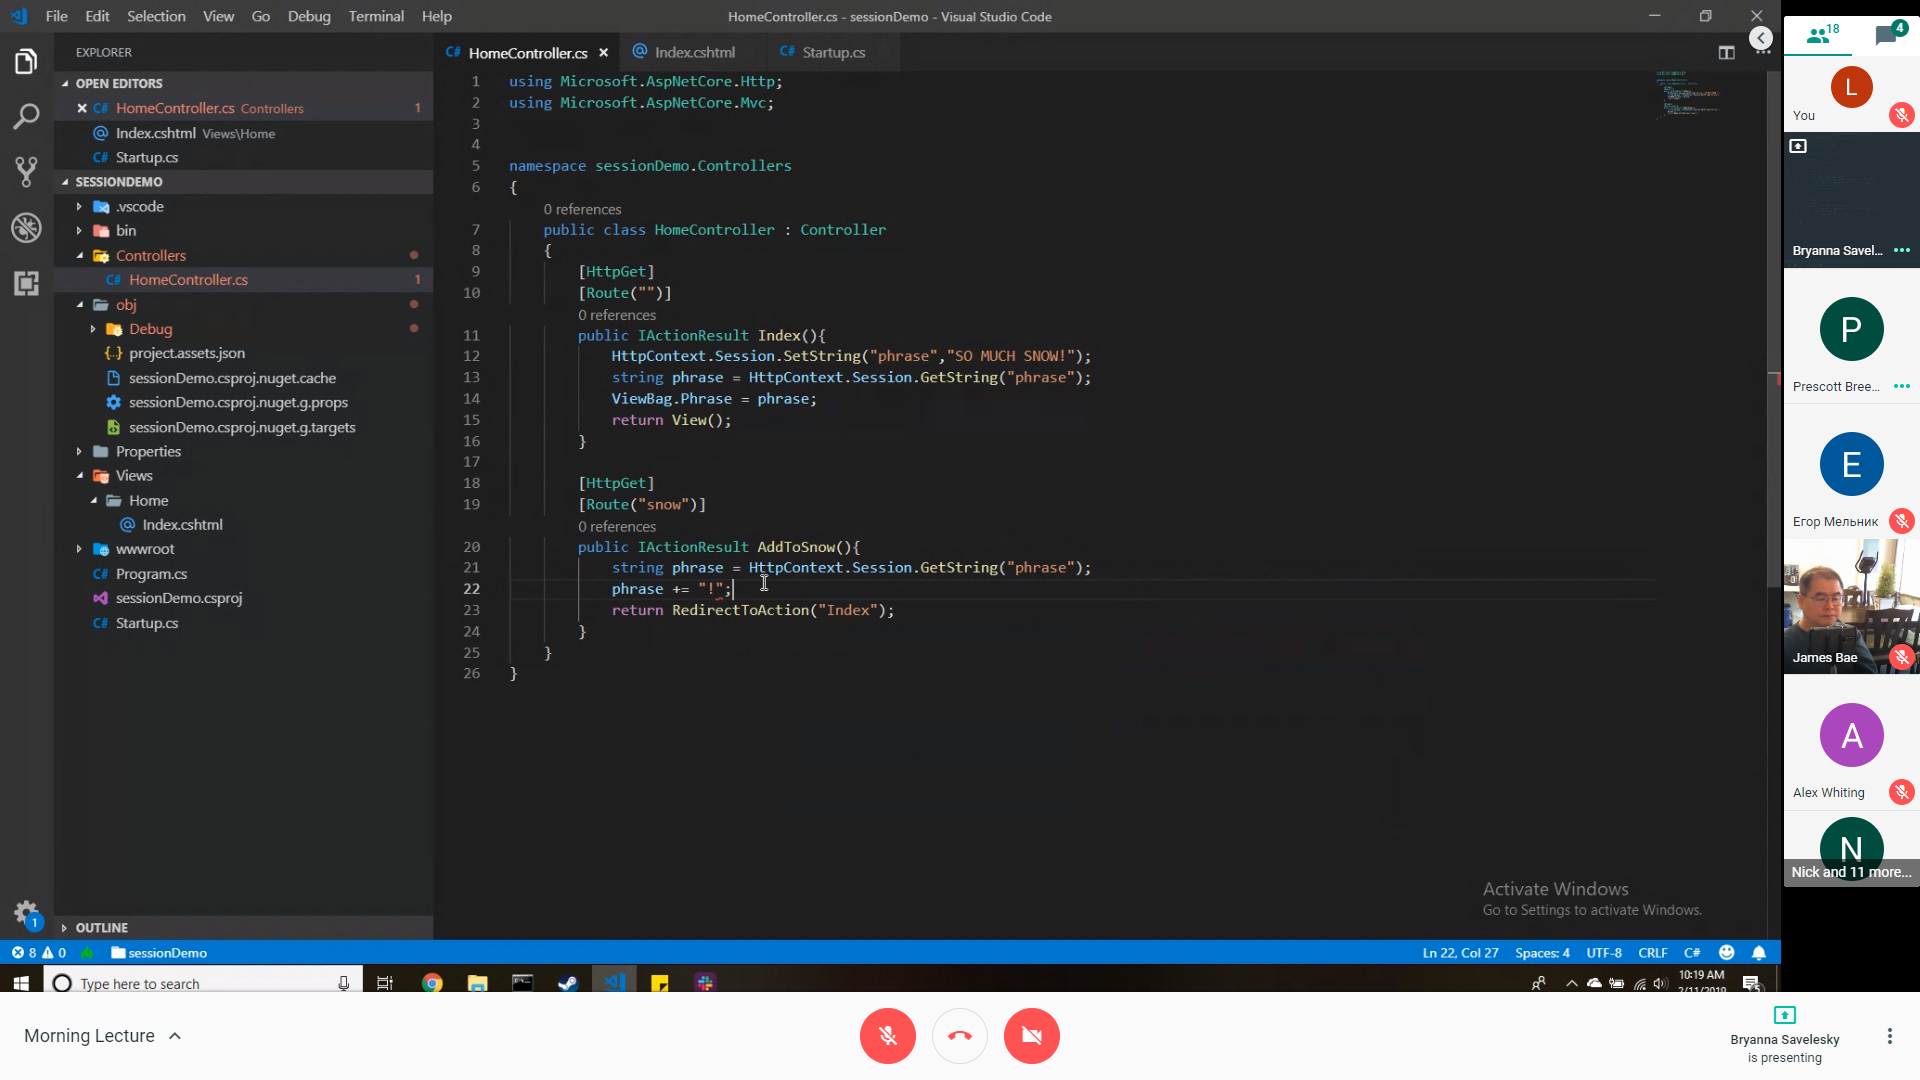 File Edit Selection View Go Debug Terminal Help
HomeController.cs - sessionDemo - Visual Studio Code
EXPLORER
OPEN EDITORS
HomeController.cs Controllers 1
Index.cshtml Views\Home
Startup.cs
SESSIONDEMO
.vscode
bin
Controllers
HomeController.cs 1
obj
Debug
project.assets.json
sessionDemo.csproj.nuget.cache
sessionDemo.csproj.nuget.g.props
sessionDemo.csproj.nuget.g.targets
Properties
Views
Home
Index.cshtml
wwwroot
Program.cs
sessionDemo.csproj
Startup.cs
OUTLINE
HomeController.cs Index.cshtml Startup.cs
1 using Microsoft.AspNetCore.Http;
2 using Microsoft.AspNetCore.Mvc;
3
4
5 namespace sessionDemo.Controllers
6 {
0 references
7 public class HomeController : Controller
8 {
9 [HttpGet]
10 [Route("")]
0 references
11 public IActionResult Index(){
12 HttpContext.Session.SetString("phrase","SO MUCH SNOW!");
13 string phrase = HttpContext.Session.GetString("phrase");
14 ViewBag.Phrase = phrase;
15 return View();
16 }
17
18 [HttpGet]
19 [Route("snow")]
0 references
20 public IActionResult AddToSnow(){
21 string phrase = HttpContext.Session.GetString("phrase");
22 phrase += "!";
23 return RedirectToAction("Index");
24 }
25 }
26 }
Activate Windows
Go to Settings to activate Windows.
8 0 sessionDemo
Ln 22, Col 27 Spaces: 4 UTF-8 CRLF C#
1
Type here to search
10:19 AM
2/11/2019
18
4
L
You
Bryanna Savel...
P
Prescott Bree...
E
Егор Мельник
James Bae
A
Alex Whiting
N
Nick and 11 more...
Morning Lecture
Bryanna Savelesky
is presenting